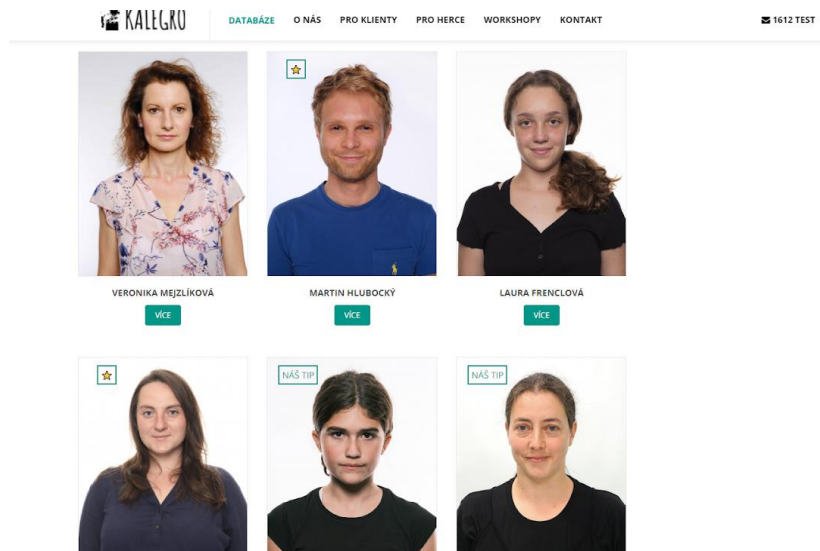 KALEGRO
DATABÁZE O NÁS PRO KLIENTY PRO HERCE WORKSHOPY KONTAKT
1612 TEST
VERONIKA MEJZLÍKOVÁ
MARTIN HLUBOCKÝ
LAURA FRENCLOVÁ
VÍCE
VÍCE
VÍCE
NÁŠ TIP
NÁŠ TIP